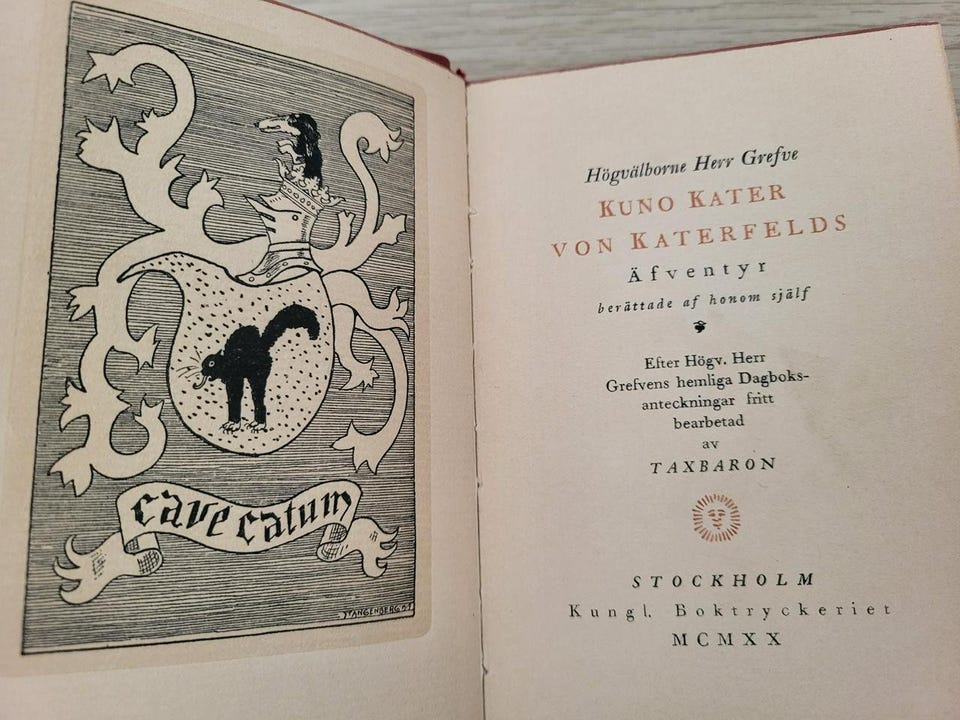 cave catum
Högvälborne Herr Grefve
KUNO KATER
VON KATERFELDS
Äfventyr
berättade af honom själf
Efter Högv. Herr
Grefvens hemliga Dagboks-
anteckningar fritt
bearbetad
av
TAXBARON
STOCKHOLM
Kungl. Boktryckeriet
MCMXX